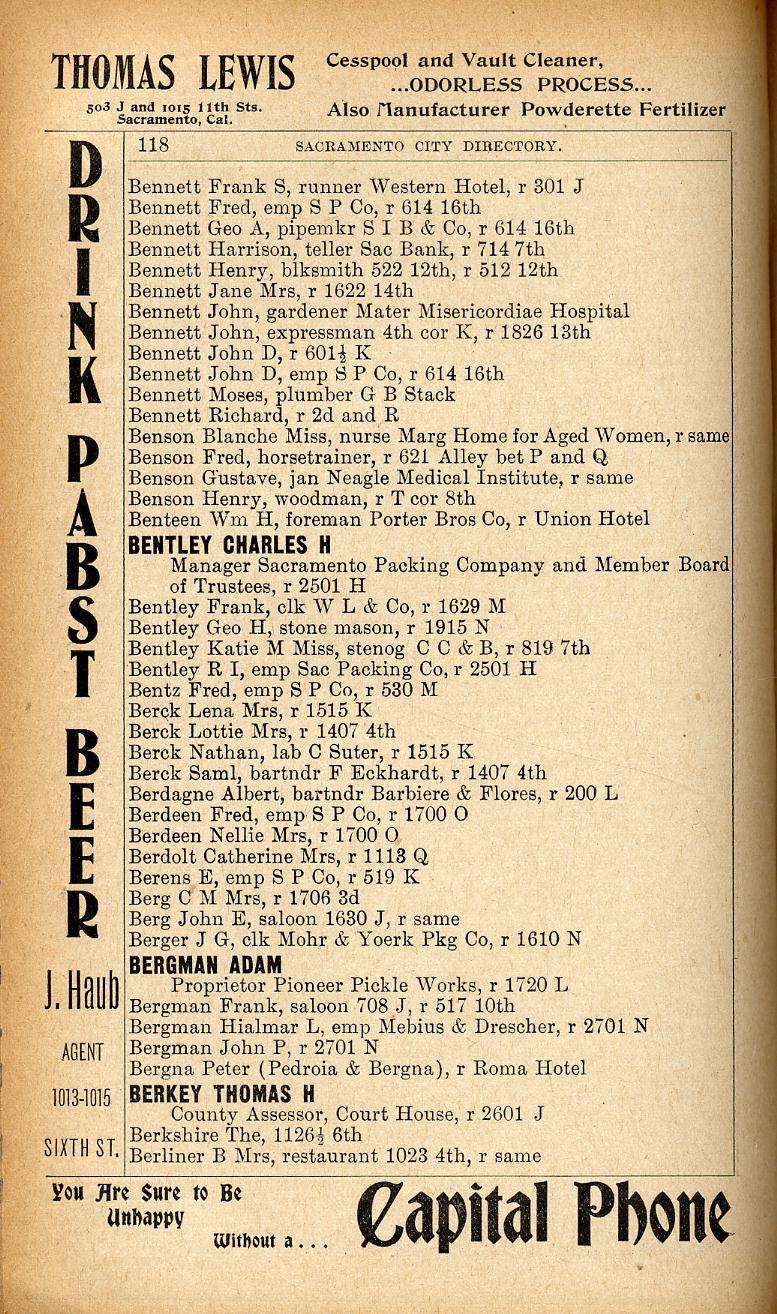 THOMAS LEWIS
503 J and 1015 11th Sts.
Sacramento, Cal.
Cesspool and Vault Cleaner,
...ODORLESS PROCESS...
Also Manufacturer Powderette Fertilizer
DRINK PABST BEER
J. Haub
AGENT
1013-1015
SIXTH ST.
118 SACRAMENTO CITY DIRECTORY.
Bennett Frank S, runner Western Hotel, r 301 J
Bennett Fred, emp S P Co, r 614 16th
Bennett Geo A, pipemkr S I B & Co, r 614 16th
Bennett Harrison, teller Sac Bank, r 714 7th
Bennett Henry, blksmith 522 12th, r 512 12th
Bennett Jane Mrs, r 1622 14th
Bennett John, gardener Mater Misericordiae Hospital
Bennett John, expressman 4th cor K, r 1826 13th
Bennett John D, r 601½ K
Bennett John D, emp S P Co, r 614 16th
Bennett Moses, plumber G B Stack
Bennett Richard, r 2d and R
Benson Blanche Miss, nurse Marg Home for Aged Women, r same
Benson Fred, horsetrainer, r 621 Alley bet P and Q
Benson Gustave, jan Neagle Medical Institute, r same
Benson Henry, woodman, r T cor 8th
Benteen Wm H, foreman Porter Bros Co, r Union Hotel
BENTLEY CHARLES H
Manager Sacramento Packing Company and Member Board
of Trustees, r 2501 H
Bentley Frank, clk W L & Co, r 1629 M
Bentley Geo H, stone mason, r 1915 N
Bentley Katie M Miss, stenog C C & B, r 819 7th
Bentley R I, emp Sac Packing Co, r 2501 H
Bentz Fred, emp S P Co, r 530 M
Berck Lena Mrs, r 1515 K
Berck Lottie Mrs, r 1407 4th
Berck Nathan, lab C Suter, r 1515 K
Berck Saml, bartndr F Eckhardt, r 1407 4th
Berdagne Albert, bartndr Barbiere & Flores, r 200 L
Berdeen Fred, emp S P Co, r 1700 O
Berdeen Nellie Mrs, r 1700 O
Berdolt Catherine Mrs, r 1113 Q
Berens E, emp S P Co, r 519 K
Berg C M Mrs, r 1706 3d
Berg John E, saloon 1630 J, r same
Berger J G, clk Mohr & Yoerk Pkg Co, r 1610 N
BERGMAN ADAM
Proprietor Pioneer Pickle Works, r 1720 L
Bergman Frank, saloon 708 J, r 517 10th
Bergman Hialmar L, emp Mebius & Drescher, r 2701 N
Bergman John P, r 2701 N
Bergna Peter (Pedroia & Bergna), r Roma Hotel
BERKEY THOMAS H
County Assessor, Court House, r 2601 J
Berkshire The, 1126½ 6th
Berliner B Mrs, restaurant 1023 4th, r same
You Are Sure to Be
Unhappy
Without a . . .
Capital Phone